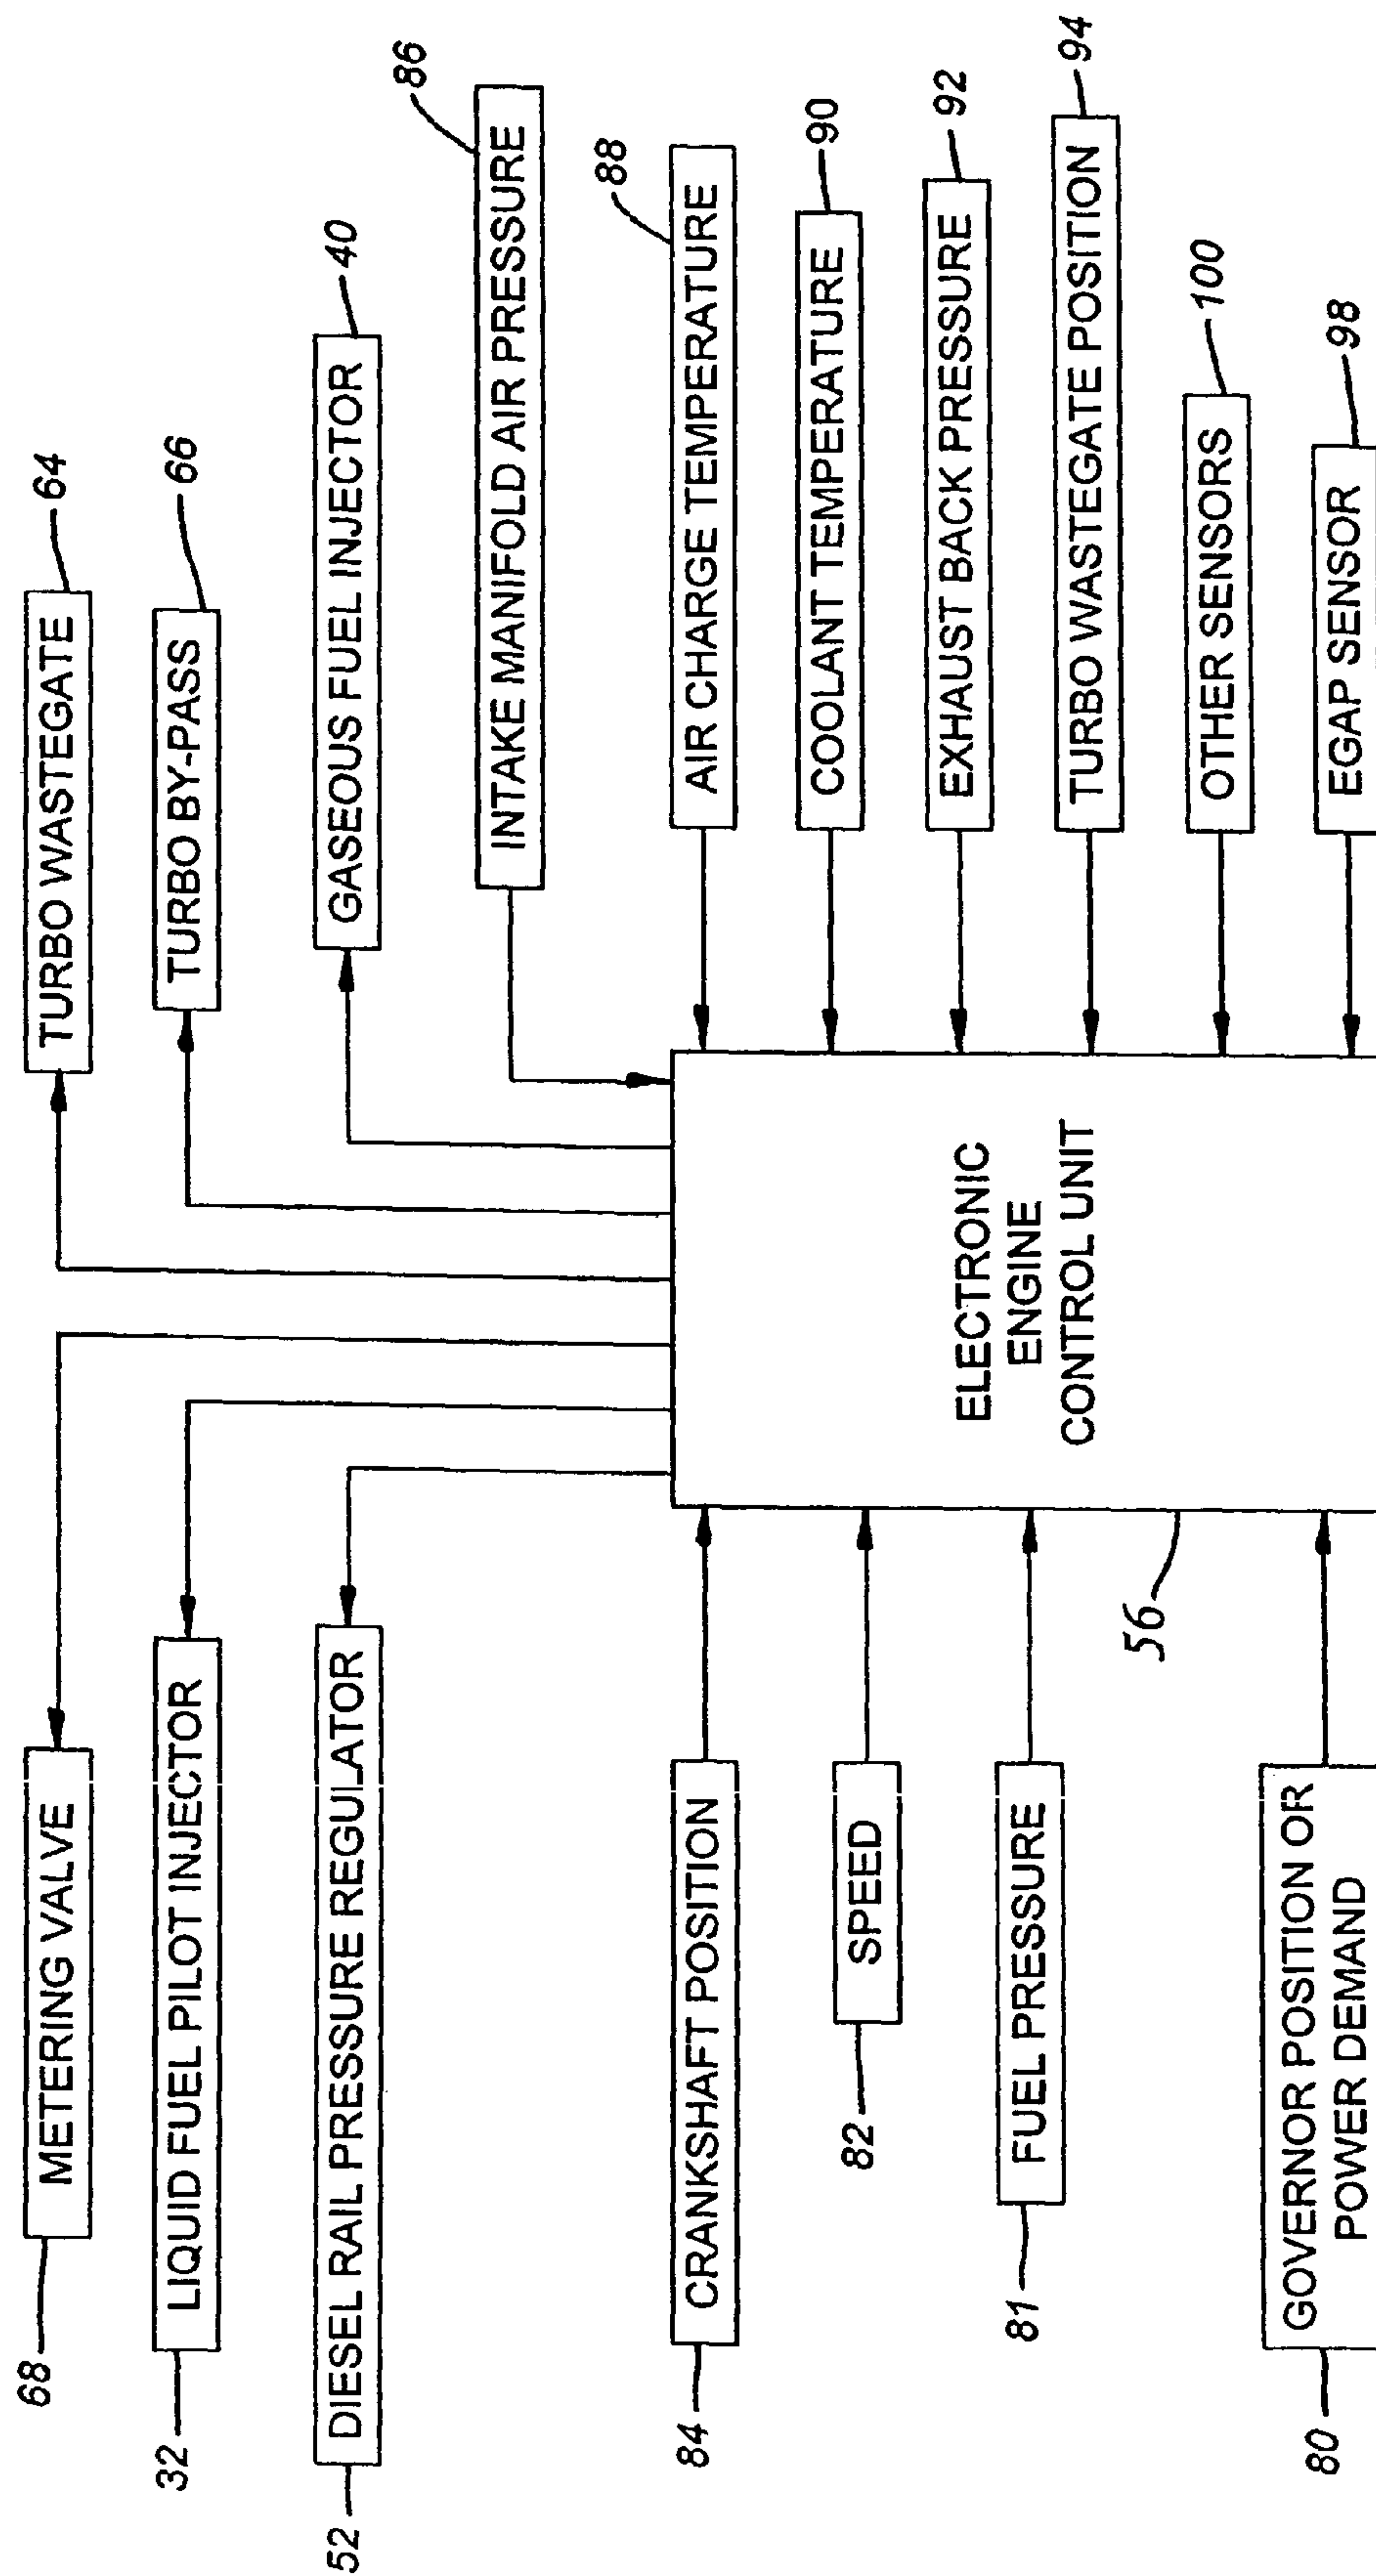 68
METERING VALVE
TURBO WASTEGATE
64
32
LIQUID FUEL PILOT INJECTOR
TURBO BY-PASS
66
52
DIESEL RAIL PRESSURE REGULATOR
GASEOUS FUEL INJECTOR
40
INTAKE MANIFOLD AIR PRESSURE
86
84
CRANKSHAFT POSITION
AIR CHARGE TEMPERATURE
88
82
SPEED
COOLANT TEMPERATURE
90
ELECTRONIC
ENGINE
CONTROL UNIT
56
EXHAUST BACK PRESSURE
92
81
FUEL PRESSURE
TURBO WASTEGATE POSITION
94
OTHER SENSORS
100
80
GOVERNOR POSITION OR
POWER DEMAND
EGAP SENSOR
98